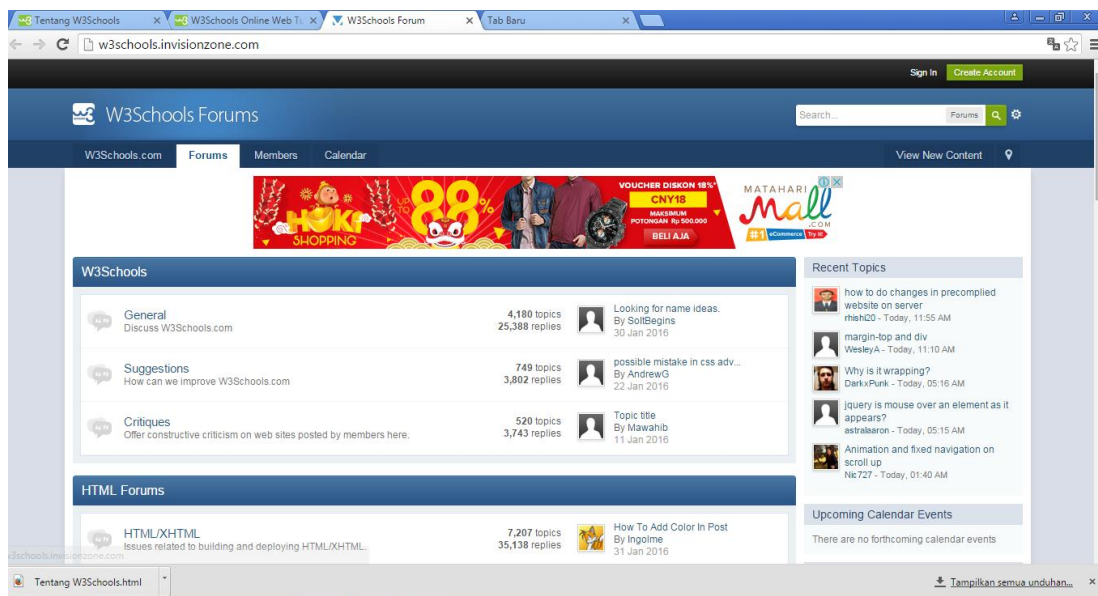 Tentang W3Schools
W3Schools Online Web Tu
W3Schools Forum
Tab Baru
w3schools.invisionzone.com
Sign In
Create Account
W3Schools Forums
Search...
Forums
W3Schools.com
Forums
Members
Calendar
View New Content
HOKI
SHOPPING
UP TO
88%
VOUCHER DISKON 18%*
CNY18
MAKSIMUM
POTONGAN Rp 500.000
BELI AJA
MATAHARI
Mall
.COM
#1 eCommerce
Try it!
W3Schools
General
Discuss W3Schools.com
4,180 topics
25,388 replies
Looking for name ideas.
By SoltBegins
30 Jan 2016
Suggestions
How can we improve W3Schools.com
749 topics
3,802 replies
possible mistake in css adv...
By AndrewG
22 Jan 2016
Critiques
Offer constructive criticism on web sites posted by members here.
520 topics
3,743 replies
Topic title
By Mawahib
11 Jan 2016
HTML Forums
HTML/XHTML
Issues related to building and deploying HTML/XHTML.
7,207 topics
35,138 replies
How To Add Color In Post
By Ingolme
31 Jan 2016
Recent Topics
how to do changes in precomplied
website on server
rhishi20 - Today, 11:55 AM
margin-top and div
WesleyA - Today, 11:10 AM
Why is it wrapping?
DarkxPunk - Today, 05:16 AM
jquery is mouse over an element as it
appears?
astralaaron - Today, 05:15 AM
Animation and fixed navigation on
scroll up
Nic727 - Today, 01:40 AM
Upcoming Calendar Events
There are no forthcoming calendar events
w3schools.invisionzone.com
Tentang W3Schools.html
Tampilkan semua unduhan...